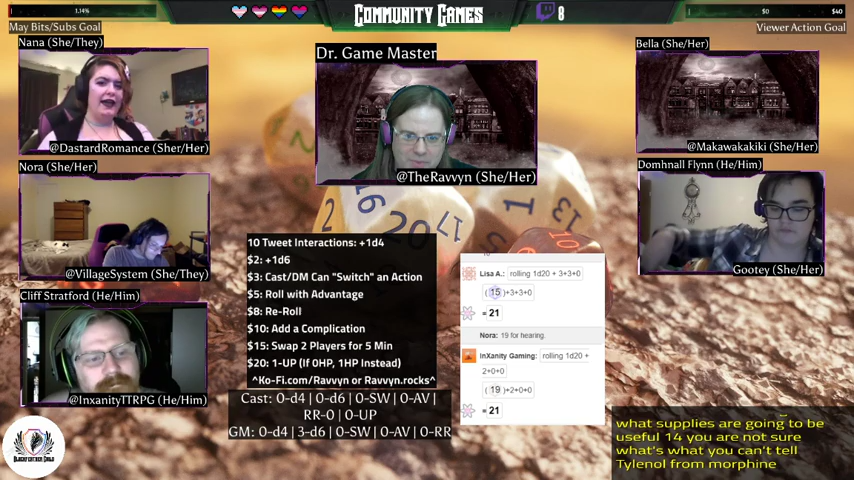 1.14%
COMMUNITY GAMES
8
$0
$40
May Bits/Subs Goal
Viewer Action Goal
Nana (She/They)
@DastardRomance (Sher/Her)
Dr. Game Master
@TheRavvyn (She/Her)
Bella (She/Her)
@Makawakakiki (She/Her)
Nora (She/Her)
@VillageSystem (She/They)
Domhnall Flynn (He/Him)
Gootey (She/Her)
Cliff Stratford (He/Him)
@InxanityTTRPG (He/Him)
10 Tweet Interactions: +1d4
$2: +1d6
$3: Cast/DM Can "Switch" an Action
$5: Roll with Advantage
$8: Re-Roll
$10: Add a Complication
$15: Swap 2 Players for 5 Min
$20: 1-UP (If 0HP, 1HP Instead)
^Ko-Fi.com/Ravvyn or Ravvyn.rocks^
Cast: 0-d4 | 0-d6 | 0-SW | 0-AV |
RR-0 | 0-UP
GM: 0-d4 | 3-d6 | 0-SW | 0-AV | 0-RR
Lisa A.: rolling 1d20 + 3+3+0
(15)+3+3+0
= 21
Nora: 19 for hearing.
InXanity Gaming: rolling 1d20 +
2+0+0
(19)+2+0+0
= 21
what supplies are going to be
useful 14 you are not sure
what's what you can't tell
Tylenol from morphine
2
16
20
17
1
13
10